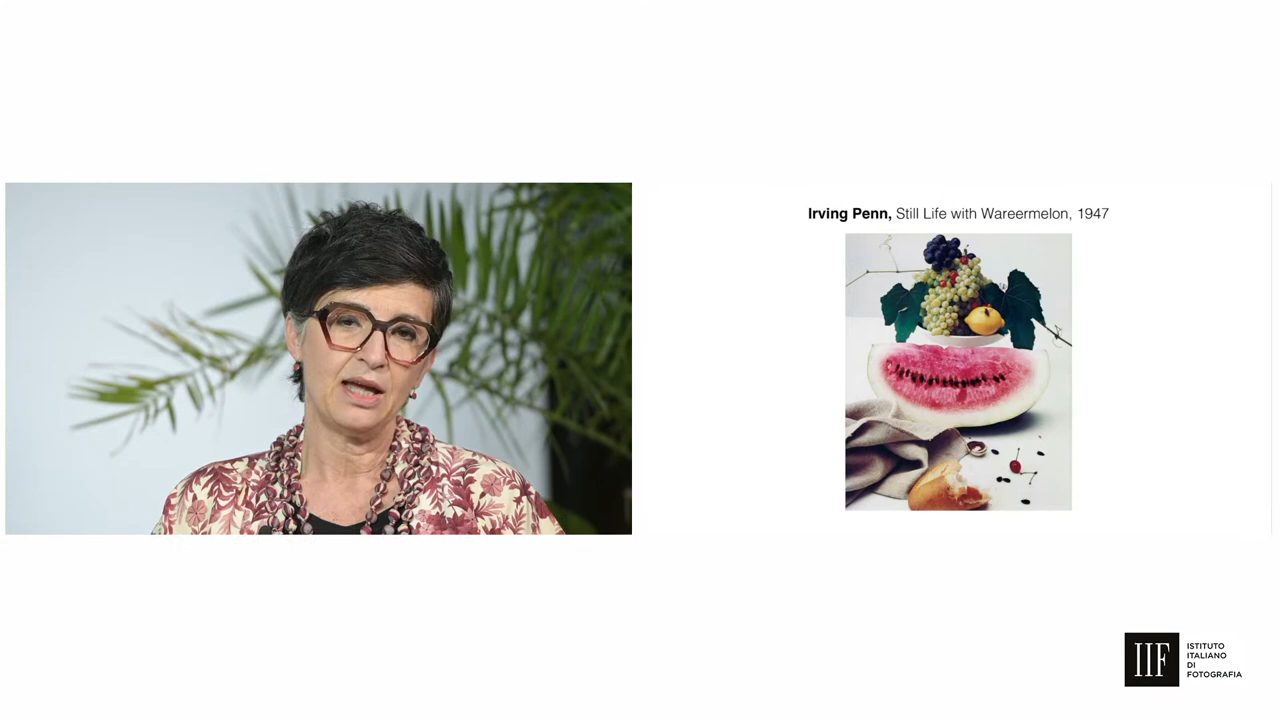 Irving Penn, Still Life with Wareermelon, 1947
IIF
ISTITUTO
ITALIANO
DI
FOTOGRAFIA